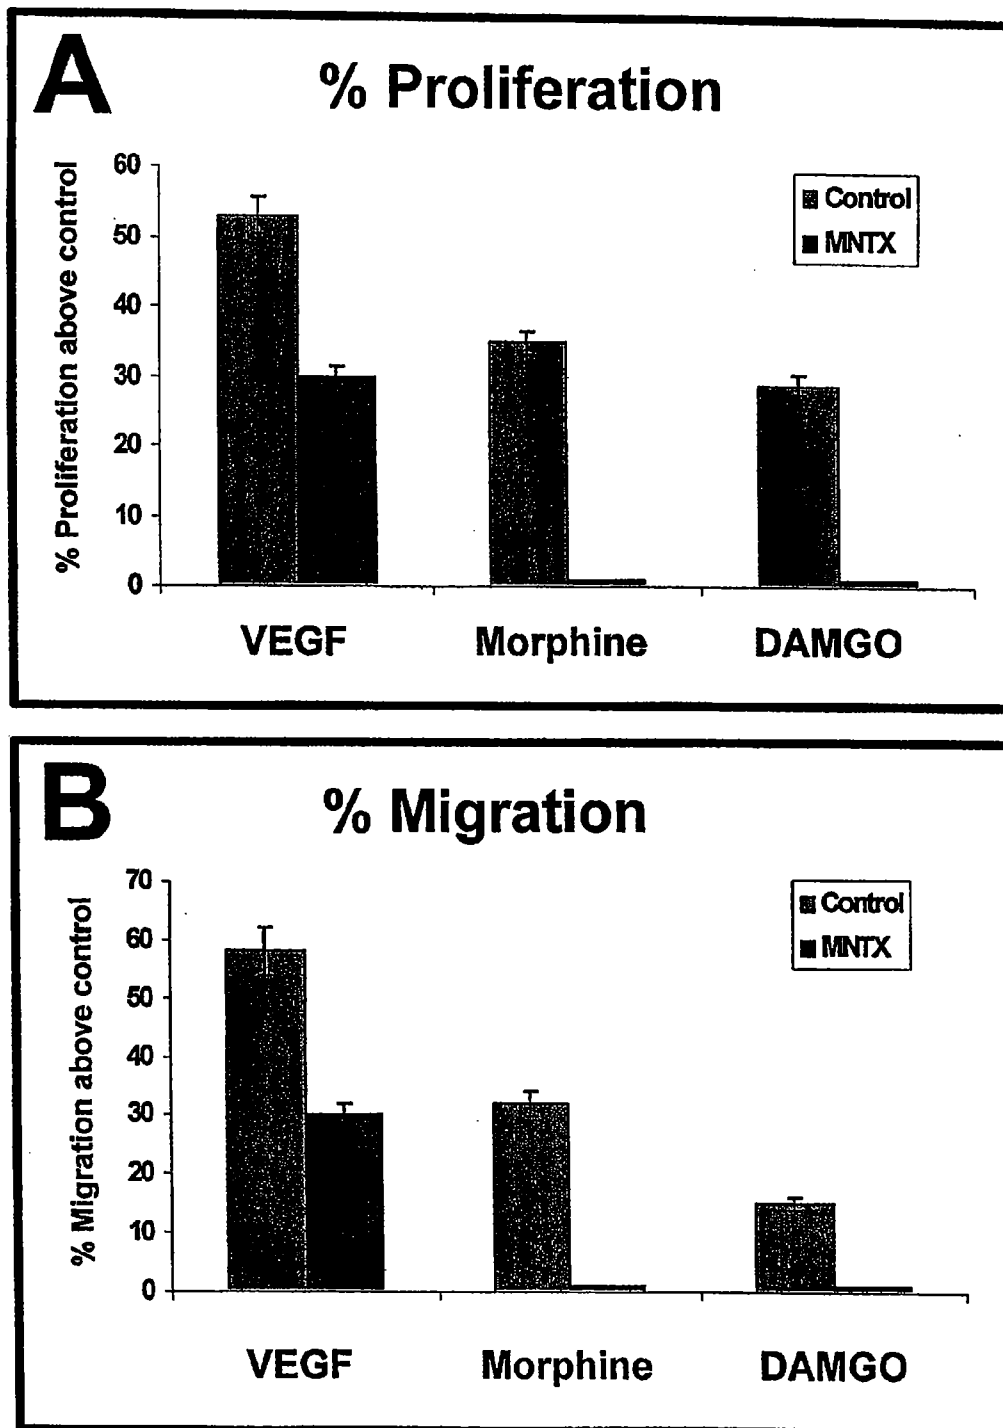 A
% Proliferation
% Proliferation above control
60
50
40
30
20
10
0
Control
MNTX
VEGF
Morphine
DAMGO
B
% Migration
% Migration above control
70
60
50
40
30
20
10
0
Control
MNTX
VEGF
Morphine
DAMGO